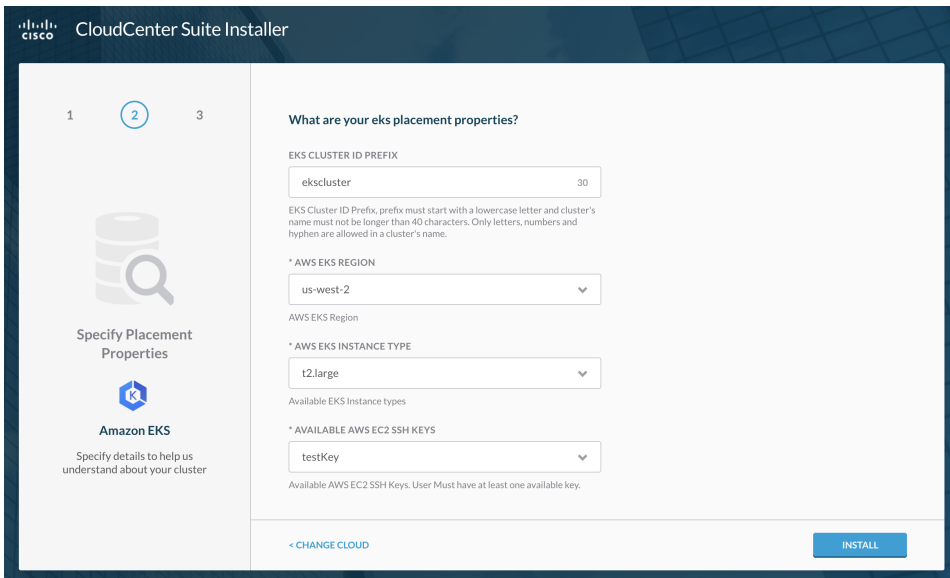 cisco
CloudCenter Suite Installer
1
2
3
Specify Placement
Properties
K
Amazon EKS
Specify details to help us
understand about your cluster
What are your eks placement properties?
EKS CLUSTER ID PREFIX
ekscluster
30
EKS Cluster ID Prefix, prefix must start with a lowercase letter and cluster's
name must not be longer than 40 characters. Only letters, numbers and
hyphen are allowed in a cluster's name.
* AWS EKS REGION
us-west-2
AWS EKS Region
* AWS EKS INSTANCE TYPE
t2.large
Available EKS Instance types
* AVAILABLE AWS EC2 SSH KEYS
testKey
Available AWS EC2 SSH Keys. User Must have at least one available key.
< CHANGE CLOUD
INSTALL